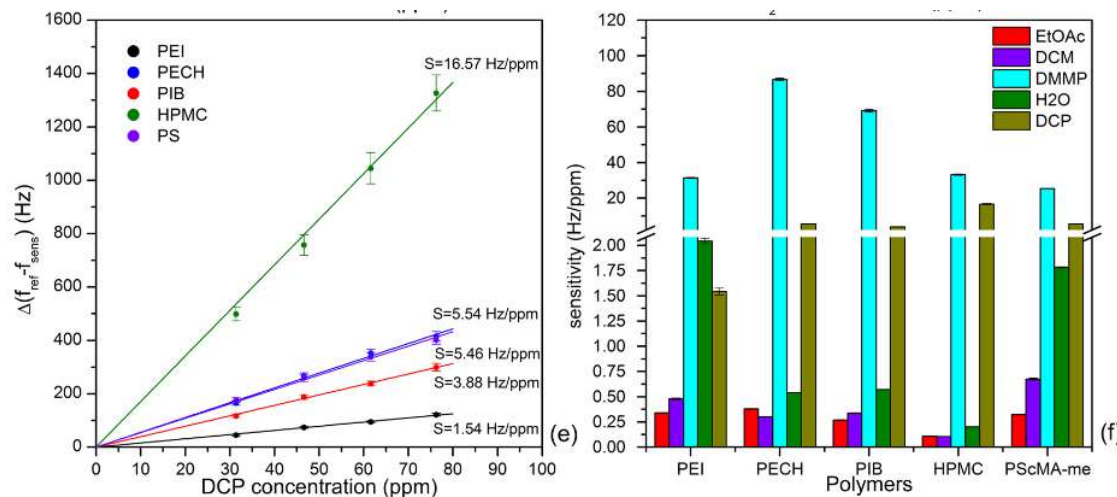 1600
1400
1200
1000
800
600
400
200
0
Δ(f_ref-f_sens) (Hz)
PEI
PECH
PIB
HPMC
PS
S=16.57 Hz/ppm
S=5.54 Hz/ppm
S=5.46 Hz/ppm
S=3.88 Hz/ppm
S=1.54 Hz/ppm
0 10 20 30 40 50 60 70 80 90 100
DCP concentration (ppm)
(e)
100
80
60
40
20
2.00
1.75
1.50
1.25
1.00
0.75
0.50
0.25
0.00
sensitivity (Hz/ppm)
EtOAc
DCM
DMMP
H2O
DCP
PEI PECH PIB HPMC PScMA-me
Polymers
(f)